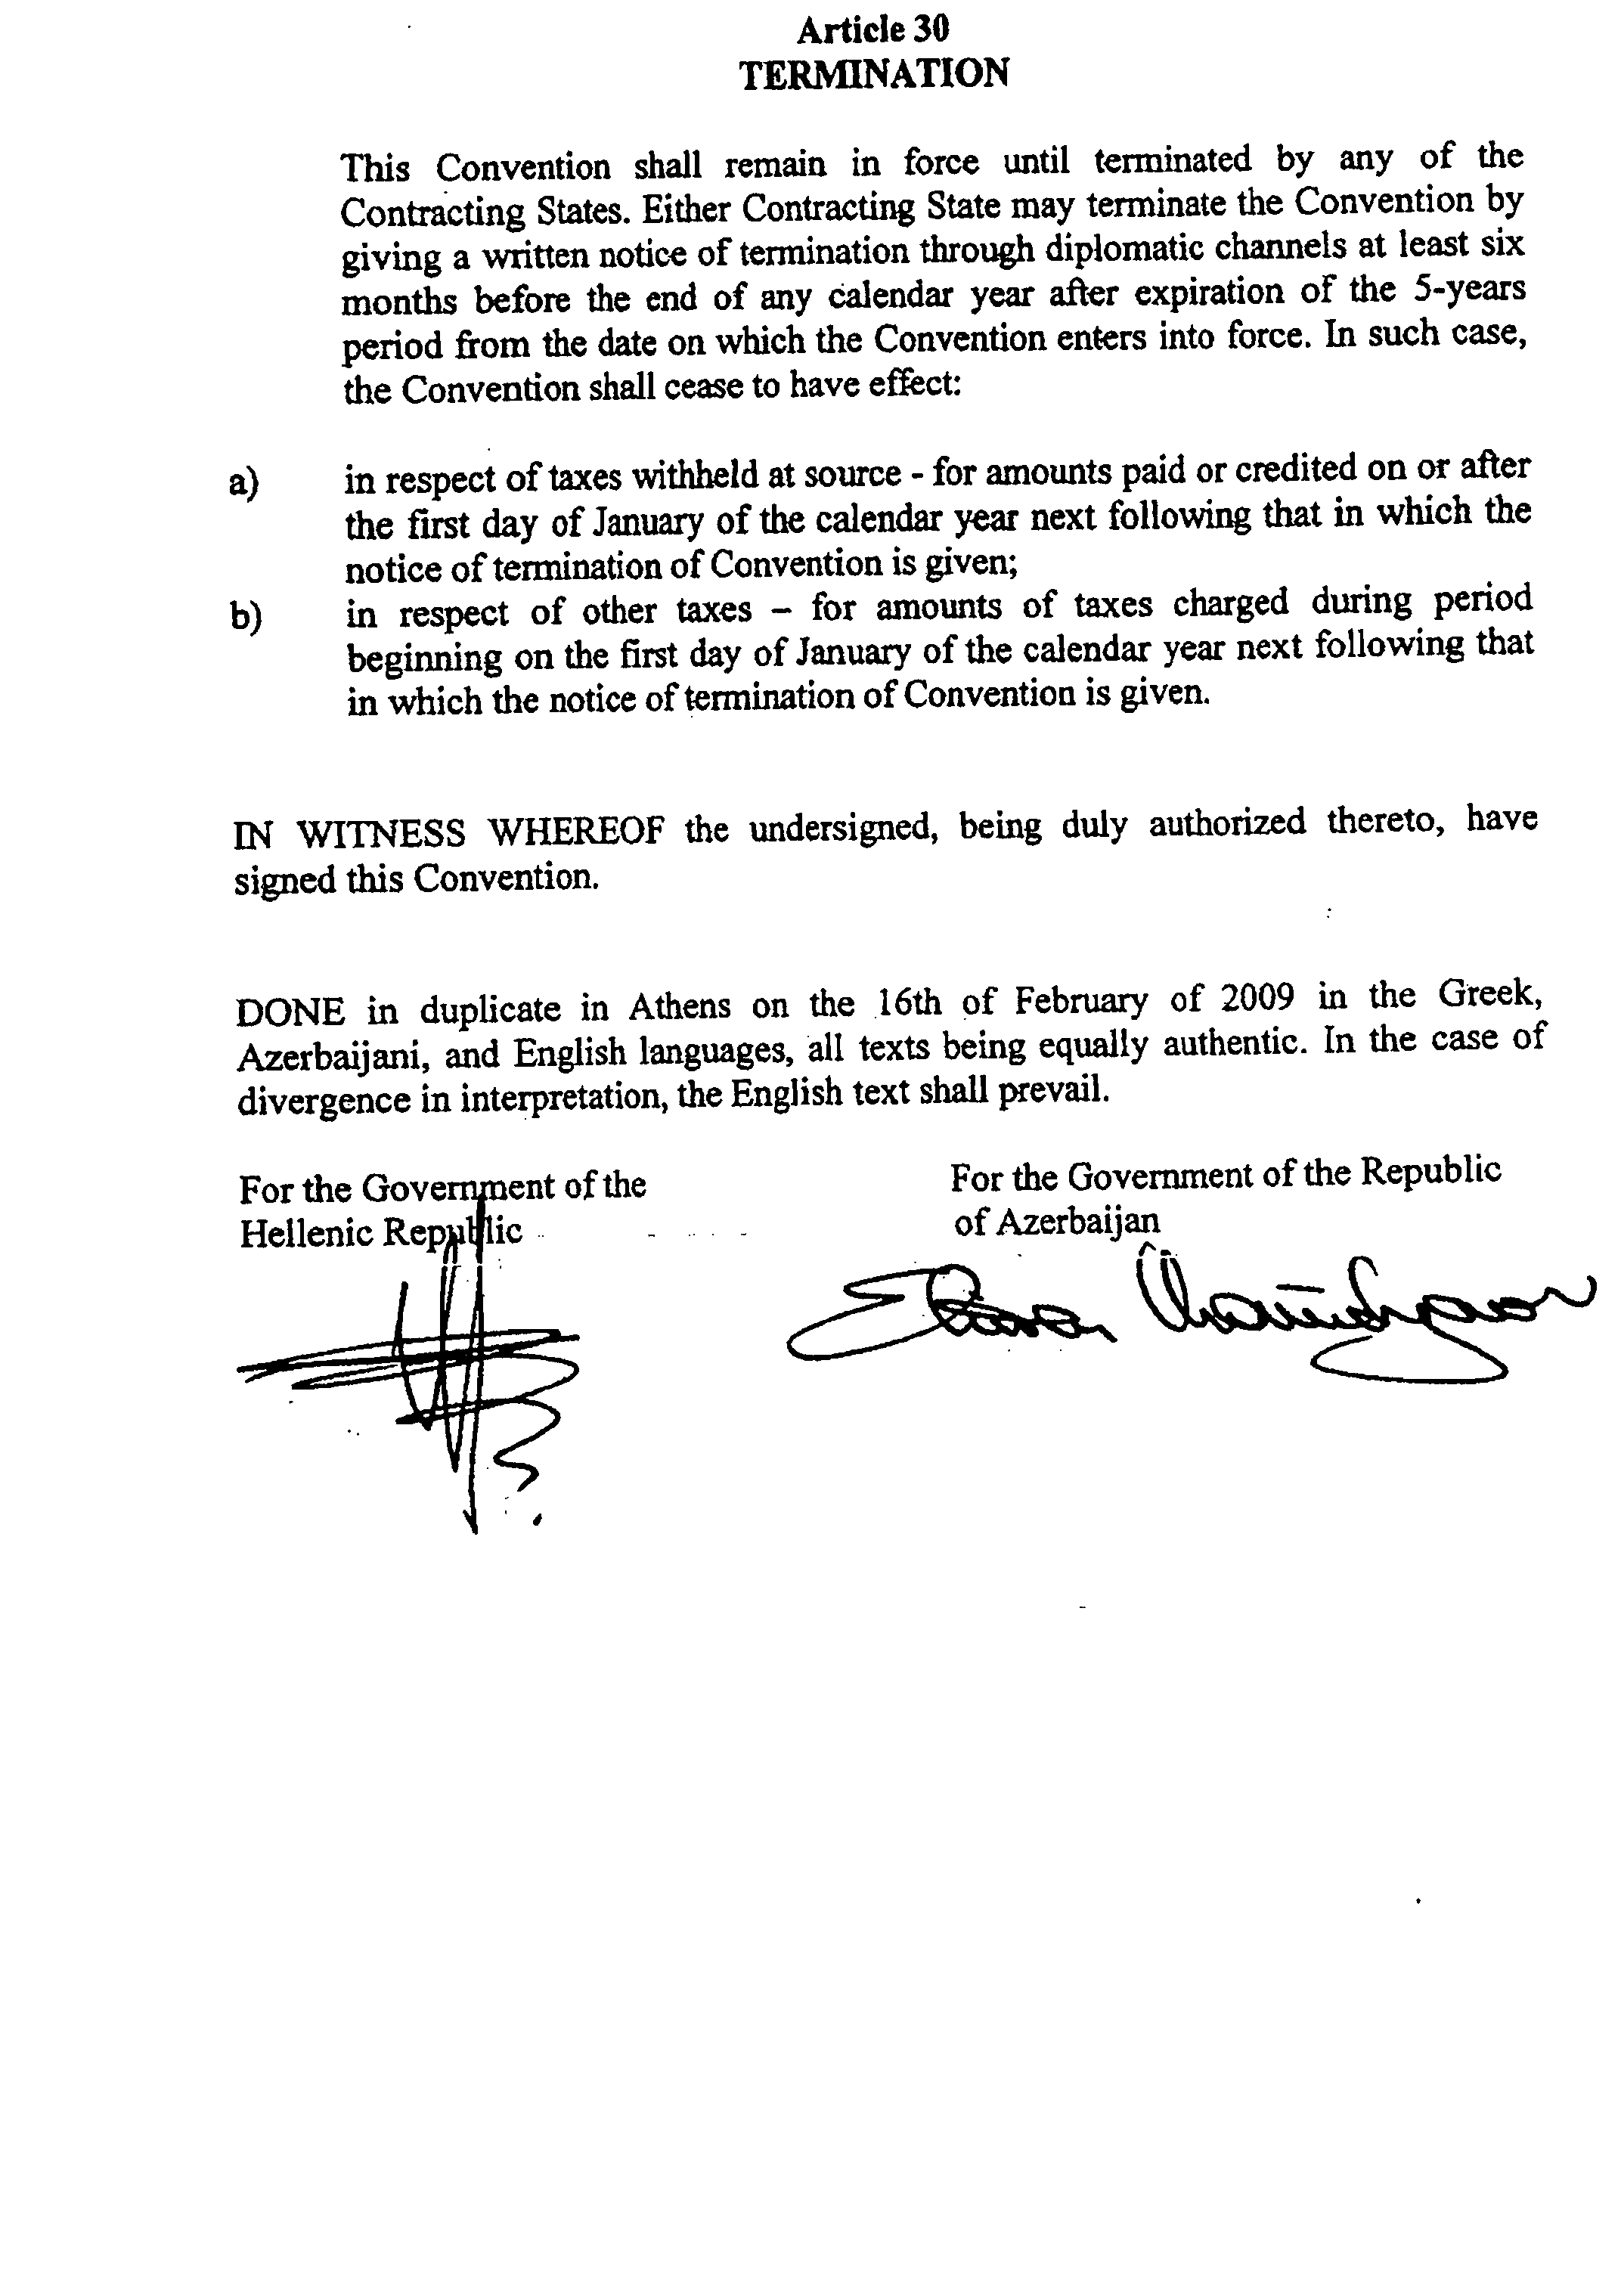 Article 30
TERMINATION
This Convention shall remain in force until terminated by any of the
Contracting States. Either Contracting State may terminate the Convention by
giving a written notice of termination through diplomatic channels at least six
months before the end of any calendar year after expiration of the 5-years
period from the date on which the Convention enters into force. In such case,
the Convention shall cease to have effect:
a) in respect of taxes withheld at source - for amounts paid or credited on or after
the first day of January of the calendar year next following that in which the
notice of termination of Convention is given;
b) in respect of other taxes – for amounts of taxes charged during period
beginning on the first day of January of the calendar year next following that
in which the notice of termination of Convention is given.
IN WITNESS WHEREOF the undersigned, being duly authorized thereto, have
signed this Convention.
DONE in duplicate in Athens on the 16th of February of 2009 in the Greek,
Azerbaijani, and English languages, all texts being equally authentic. In the case of
divergence in interpretation, the English text shall prevail.
For the Government of the
Hellenic Republic
For the Government of the Republic
of Azerbaijan